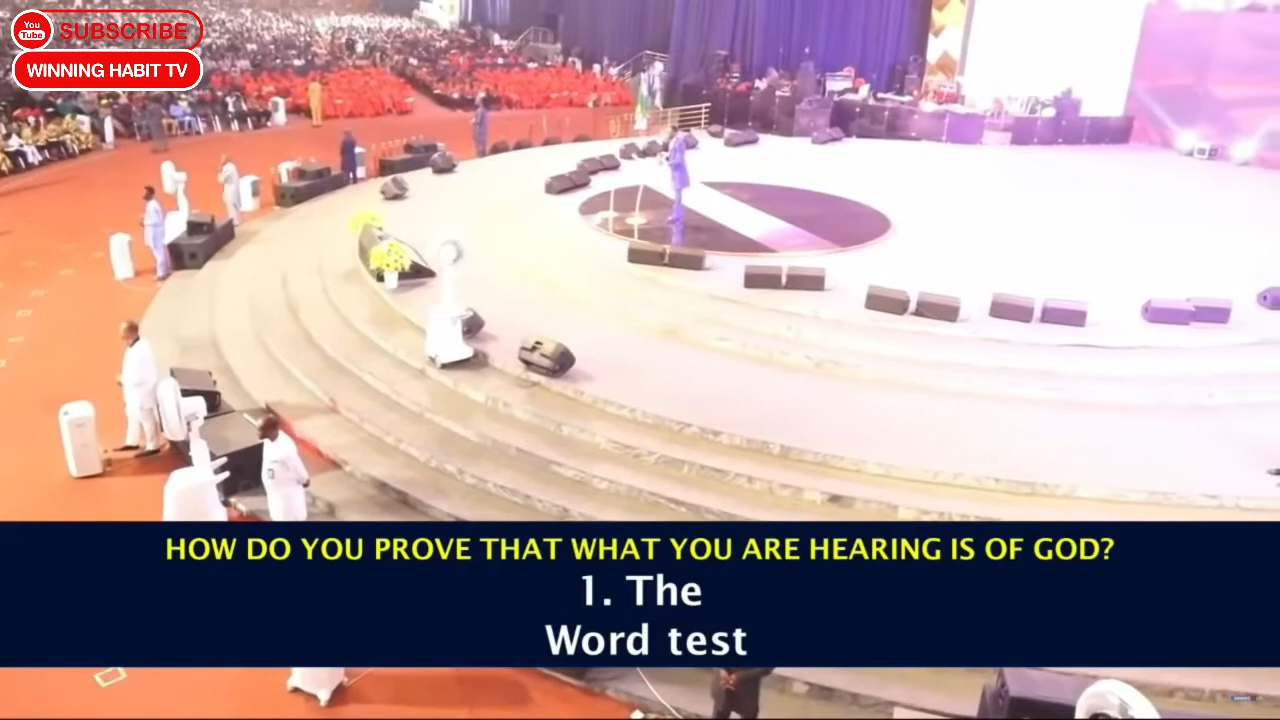 You
Tube
SUBSCRIBE
WINNING HABIT TV
HOW DO YOU PROVE THAT WHAT YOU ARE HEARING IS OF GOD?
1. The
Word test